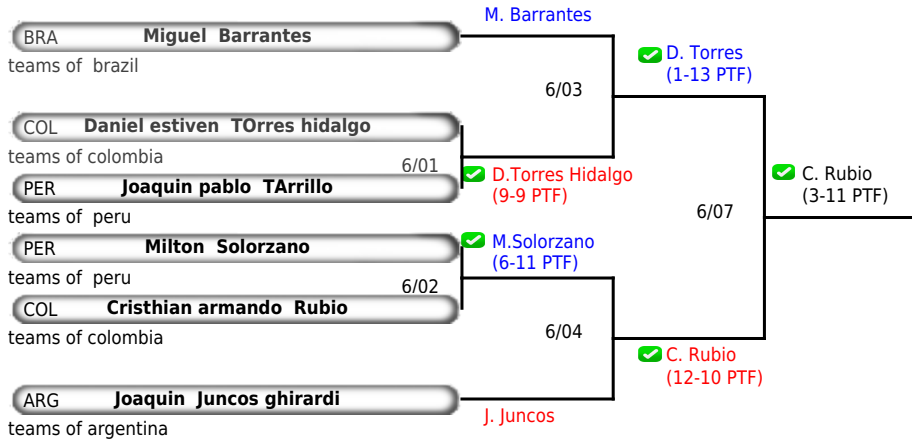 M. Barrantes
BRA Miguel Barrantes
teams of brazil
D. Torres
(1-13 PTF)
6/03
COL Daniel estiven TOrres hidalgo
teams of colombia
6/01
D.Torres Hidalgo
(9-9 PTF)
C. Rubio
(3-11 PTF)
PER Joaquin pablo TArrillo
teams of peru
6/07
PER Milton Solorzano
M.Solorzano
(6-11 PTF)
teams of peru
6/02
COL Cristhian armando Rubio
teams of colombia
6/04
C. Rubio
(12-10 PTF)
ARG Joaquin Juncos ghirardi
J. Juncos
teams of argentina